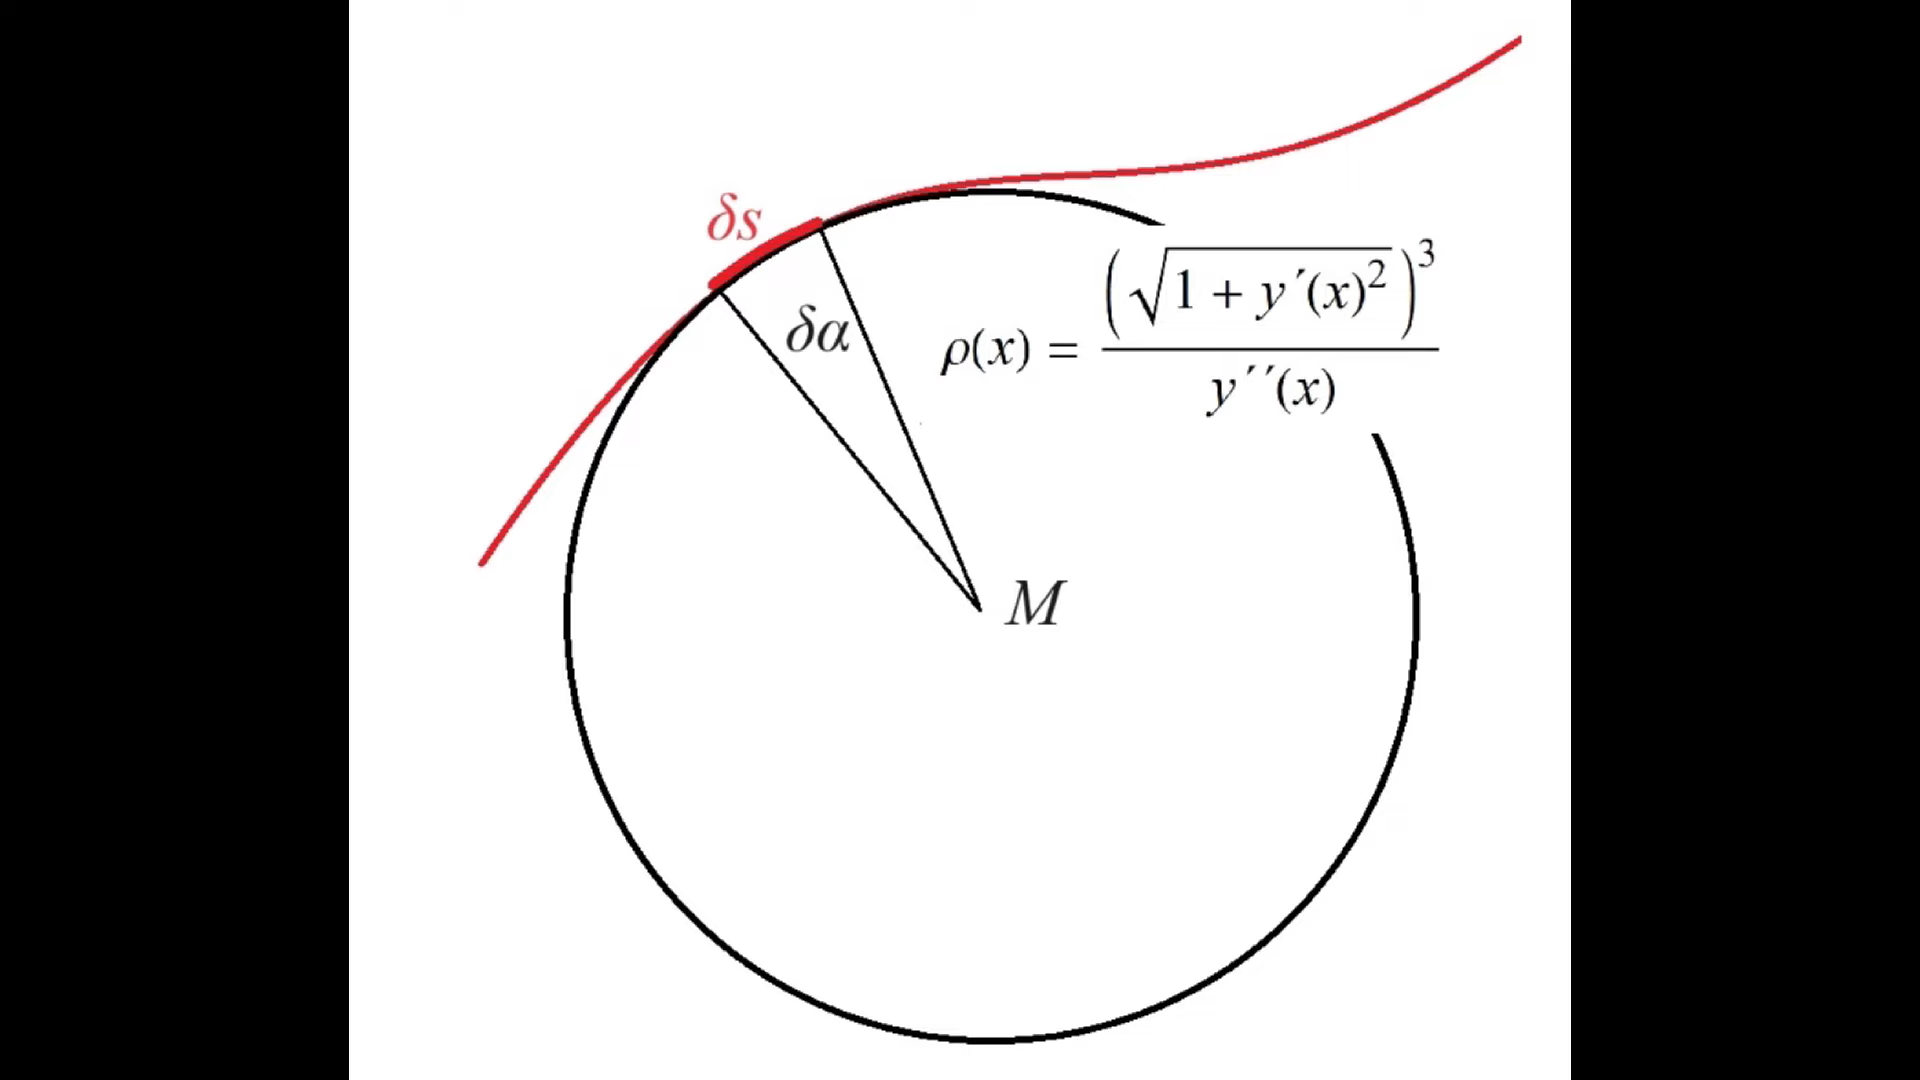 δs
δα
ρ(x) = (√1 + y´(x)²)³ / y´´(x)
M